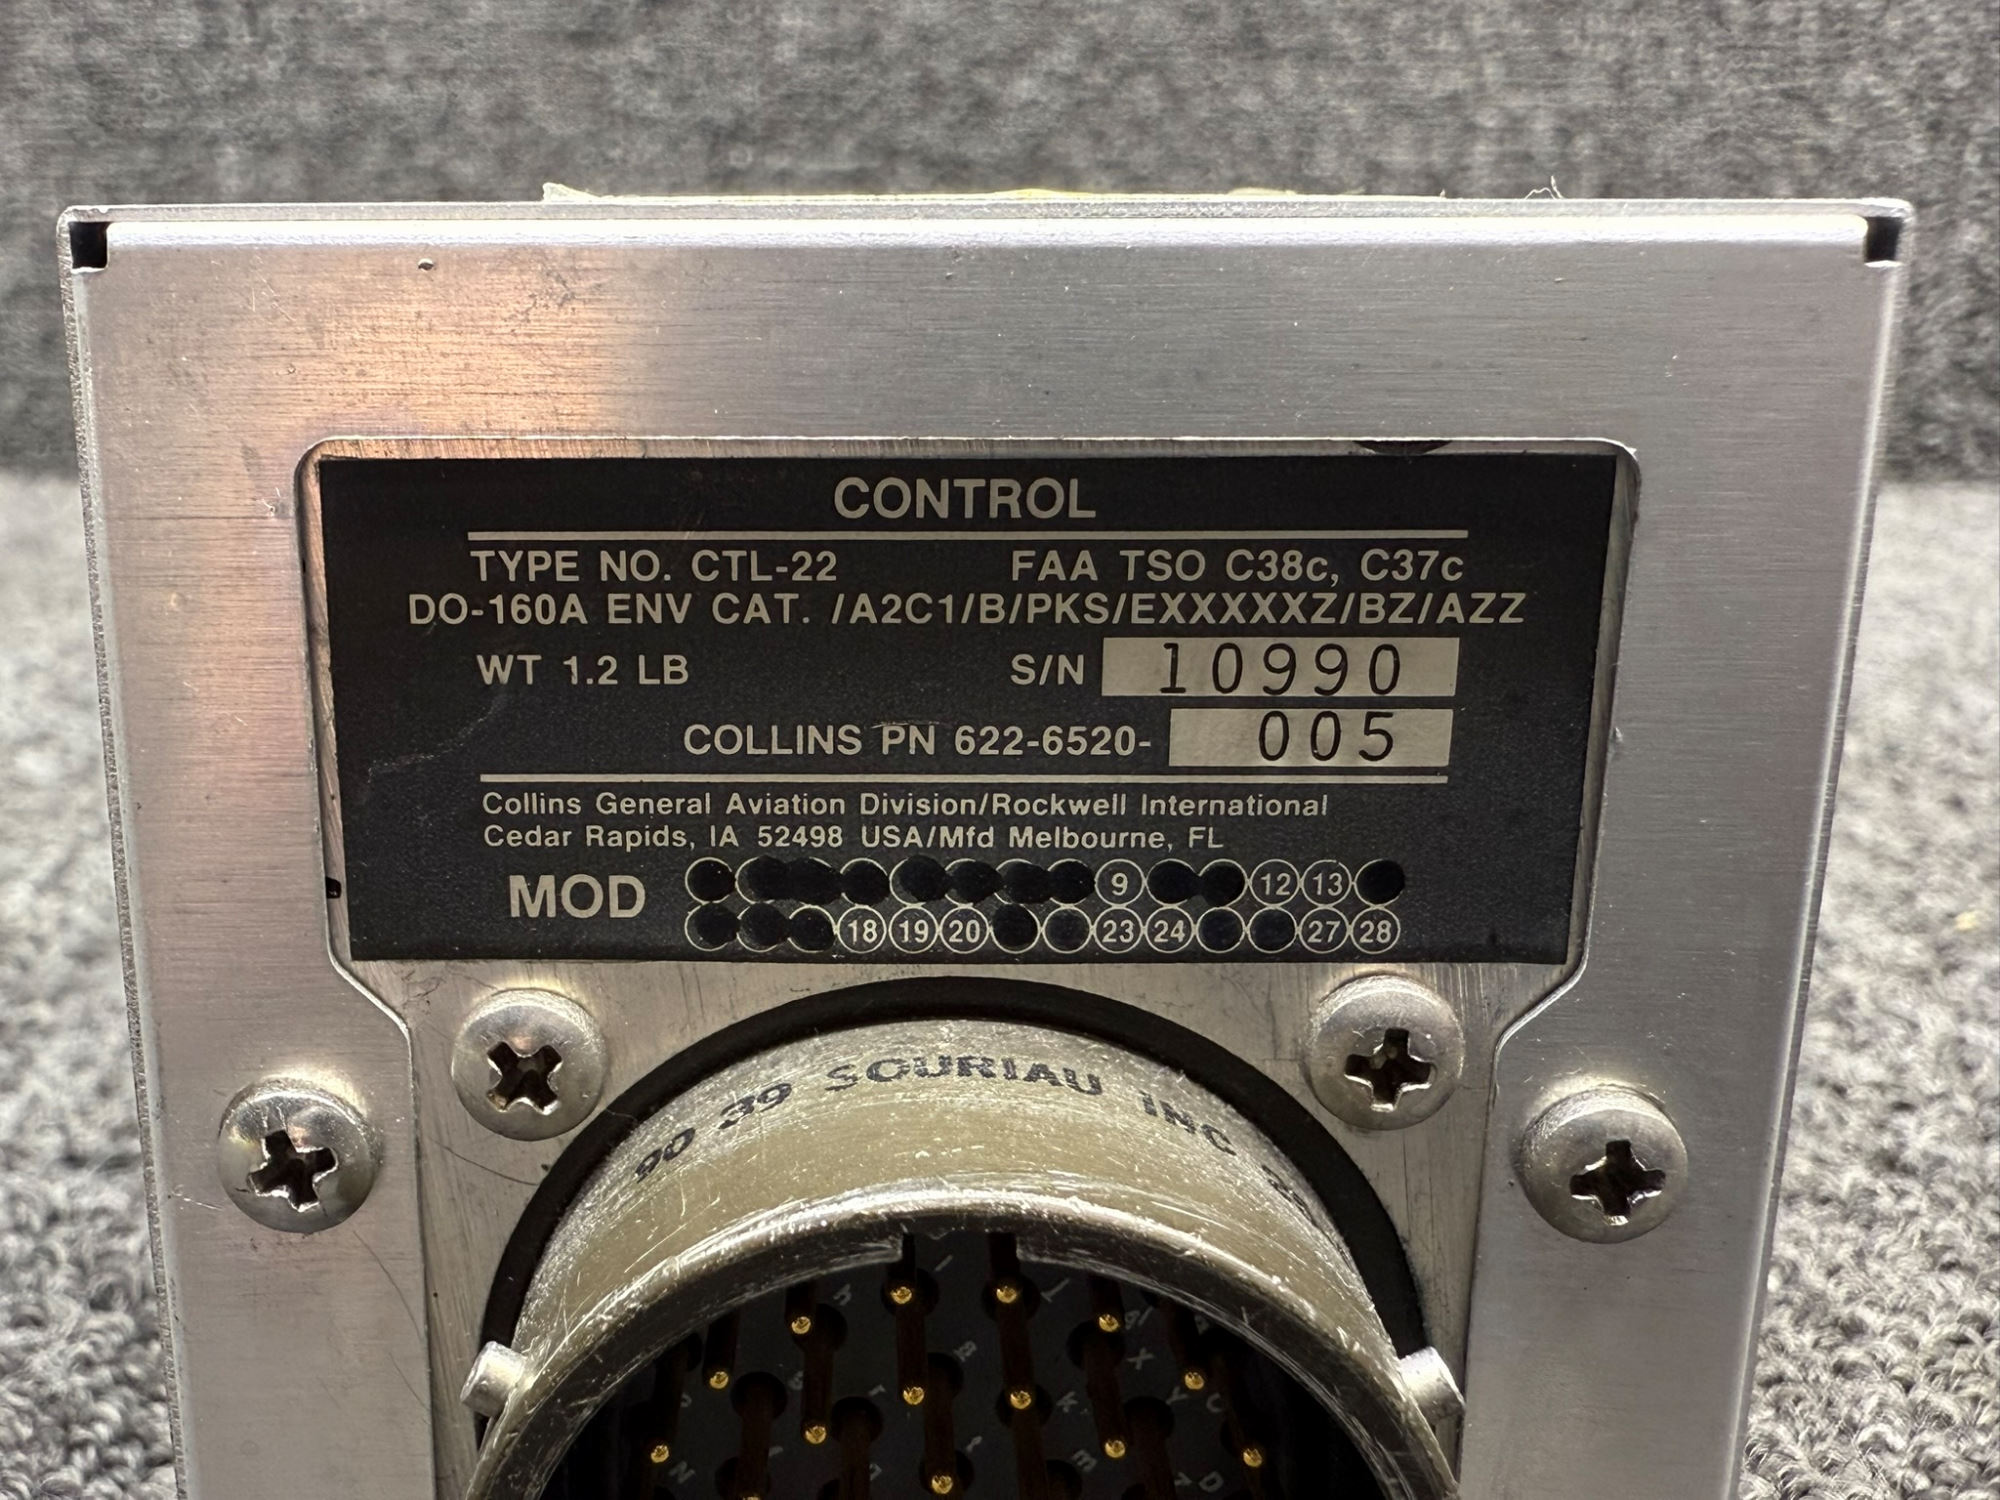 CONTROL
TYPE NO. CTL-22 FAA TSO C38c, C37c
DO-160A ENV CAT. /A2C1/B/PKS/EXXXXXZ/BZ/AZZ
WT 1.2 LB S/N 10990
COLLINS PN 622-6520- 005
Collins General Aviation Division/Rockwell International
Cedar Rapids, IA 52498 USA/Mfd Melbourne, FL
MOD 9 12 13
18 19 20 23 24 27 28
90 39 SOURIAU INC